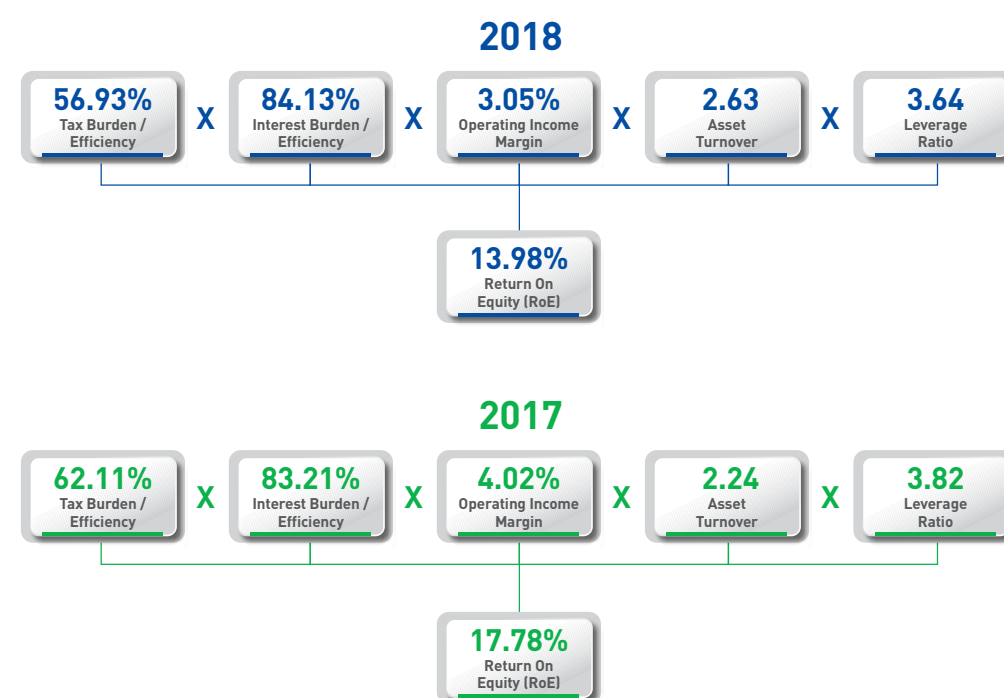 2018
56.93% X 84.13% X 3.05% X 2.63 X 3.64
Tax Burden / Interest Burden / Operating Income Asset Leverage
Efficiency Efficiency Margin Turnover Ratio
13.98%
Return On
Equity (RoE)
2017
62.11% X 83.21% X 4.02% X 2.24 X 3.82
Tax Burden / Interest Burden / Operating Income Asset Leverage
Efficiency Efficiency Margin Turnover Ratio
17.78%
Return On
Equity (RoE)